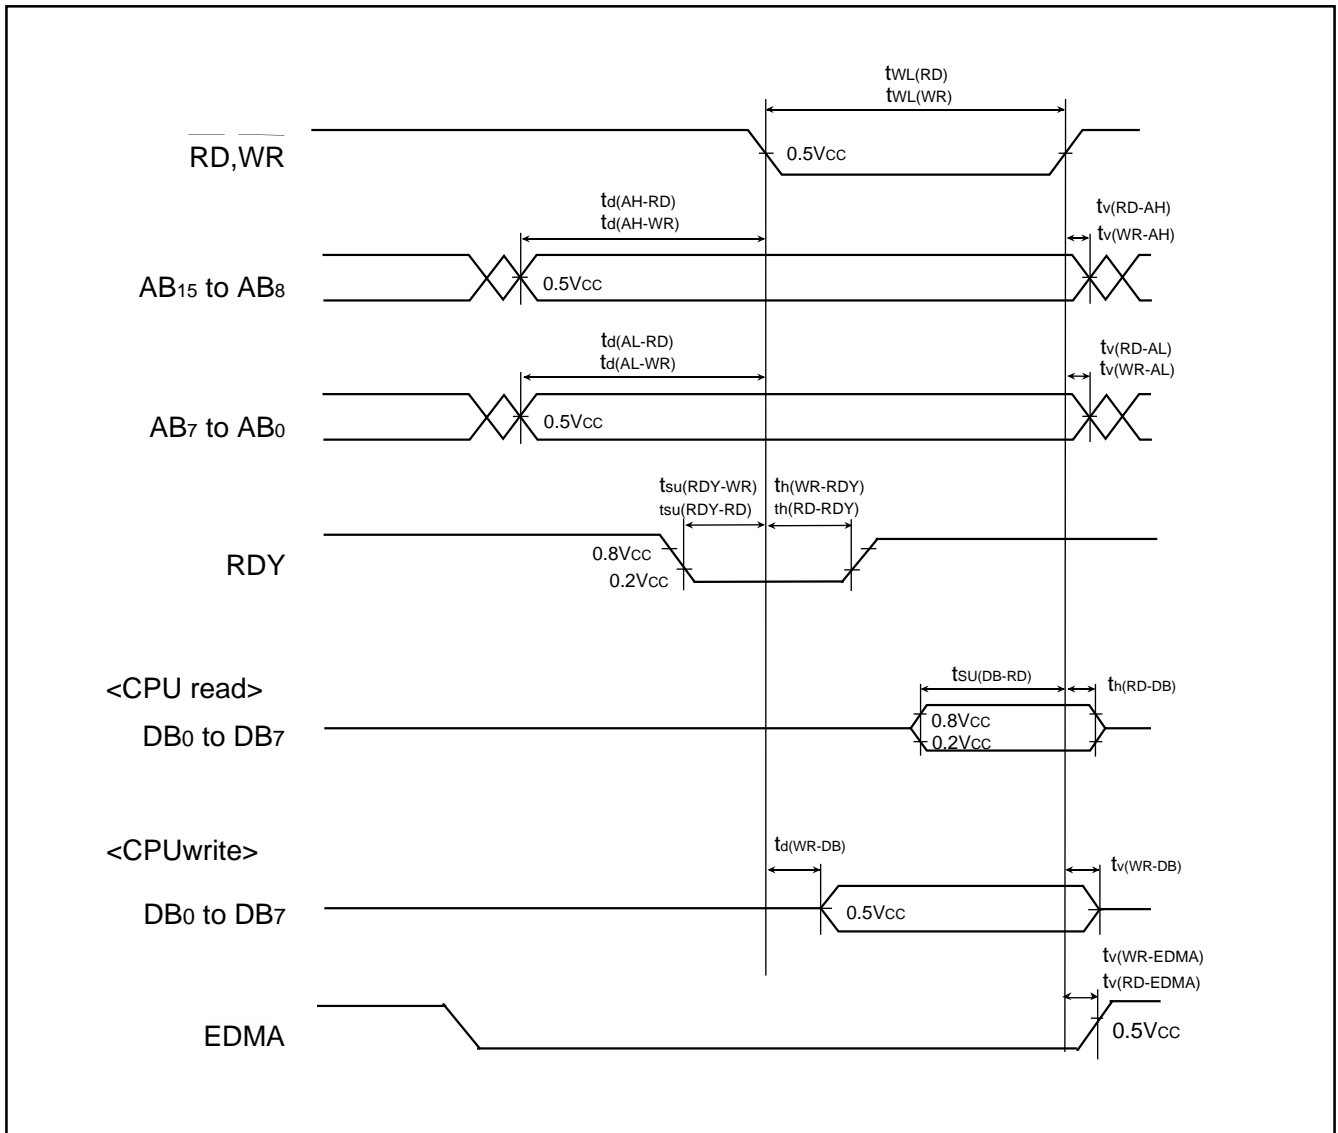 tWL(RD)
tWL(WR)
RD,WR
0.5VCC
td(AH-RD)
td(AH-WR)
tv(RD-AH)
tv(WR-AH)
AB15 to AB8
0.5VCC
td(AL-RD)
td(AL-WR)
tv(RD-AL)
tv(WR-AL)
AB7 to AB0
0.5VCC
tsu(RDY-WR) th(WR-RDY)
tsu(RDY-RD) th(RD-RDY)
RDY
0.8VCC
0.2VCC
<CPU read>
tSU(DB-RD)
th(RD-DB)
DB0 to DB7
0.8VCC
0.2VCC
<CPUwrite>
td(WR-DB)
tv(WR-DB)
DB0 to DB7
0.5VCC
tv(WR-EDMA)
tv(RD-EDMA)
EDMA
0.5VCC